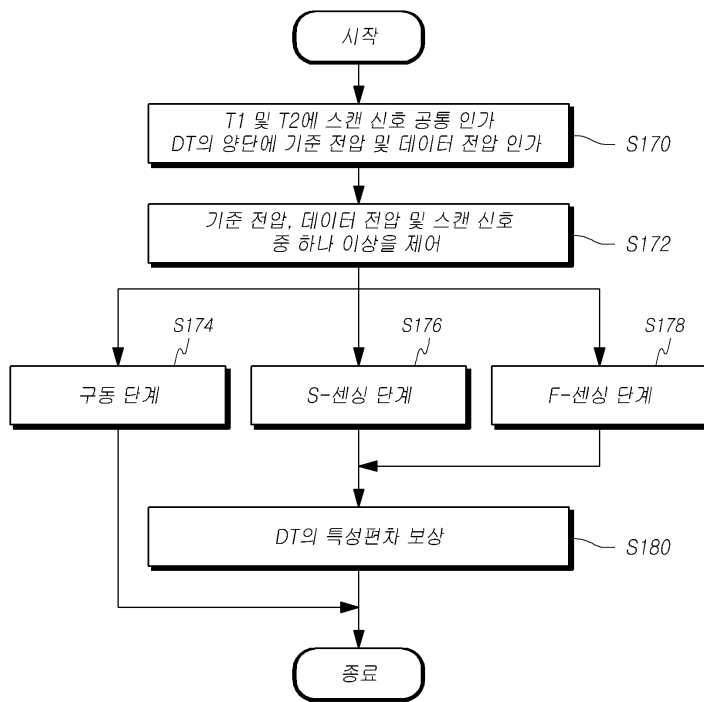 시작
T1 및 T2에 스캔 신호 공통 인가
DT의 양단에 기준 전압 및 데이터 전압 인가
S170
기준 전압, 데이터 전압 및 스캔 신호
중 하나 이상을 제어
S172
S174
S176
S178
구동 단계
S-센싱 단계
F-센싱 단계
DT의 특성편차 보상
S180
종료